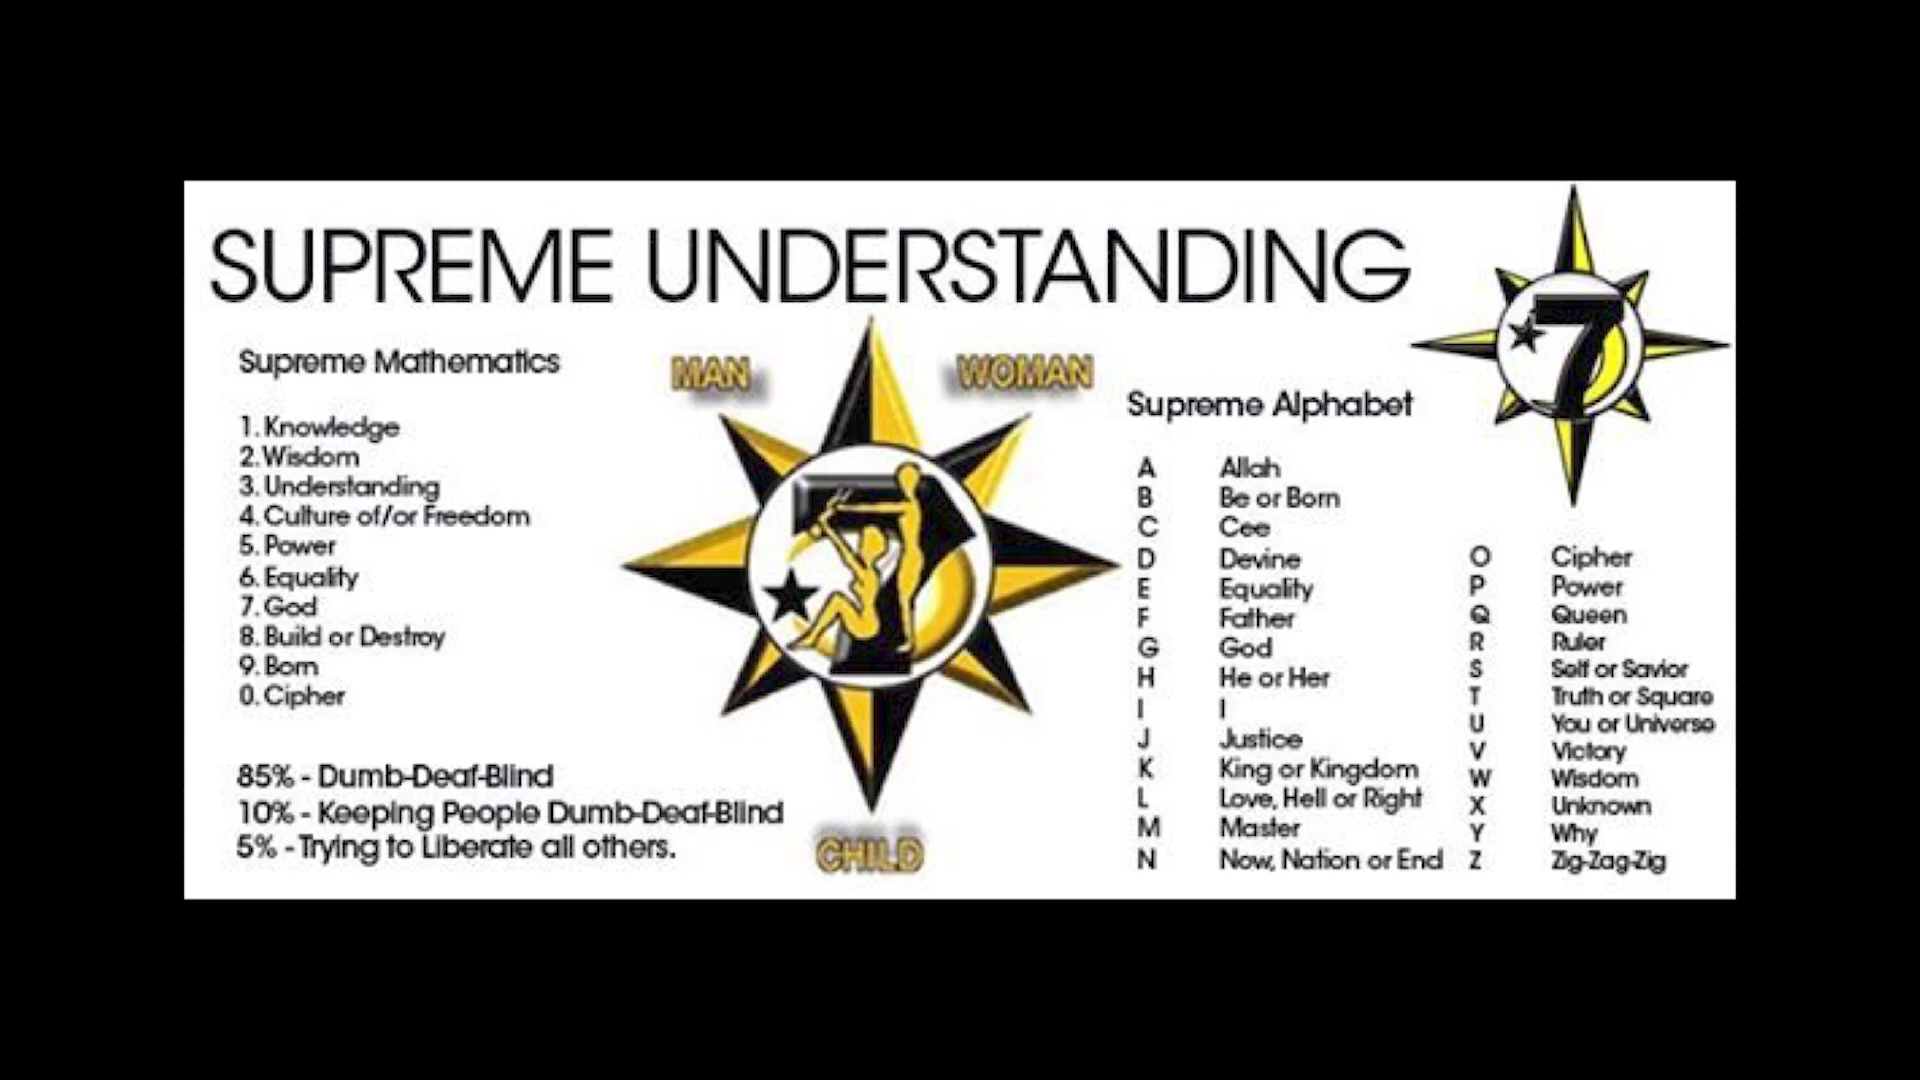 SUPREME UNDERSTANDING
7
Supreme Mathematics
1. Knowledge
2. Wisdom
3. Understanding
4. Culture of/or Freedom
5. Power
6. Equality
7. God
8. Build or Destroy
9. Born
0. Cipher
85% - Dumb-Deaf-Blind
10% - Keeping People Dumb-Deaf-Blind
5% - Trying to Liberate all others.
MAN
WOMAN
7
CHILD
Supreme Alphabet
A Allah
B Be or Born
C Cee
D Devine
E Equality
F Father
G God
H He or Her
I I
J Justice
K King or Kingdom
L Love, Hell or Right
M Master
N Now, Nation or End
O Cipher
P Power
Q Queen
R Ruler
S Self or Savior
T Truth or Square
U You or Universe
V Victory
W Wisdom
X Unknown
Y Why
Z Zig-Zag-Zig